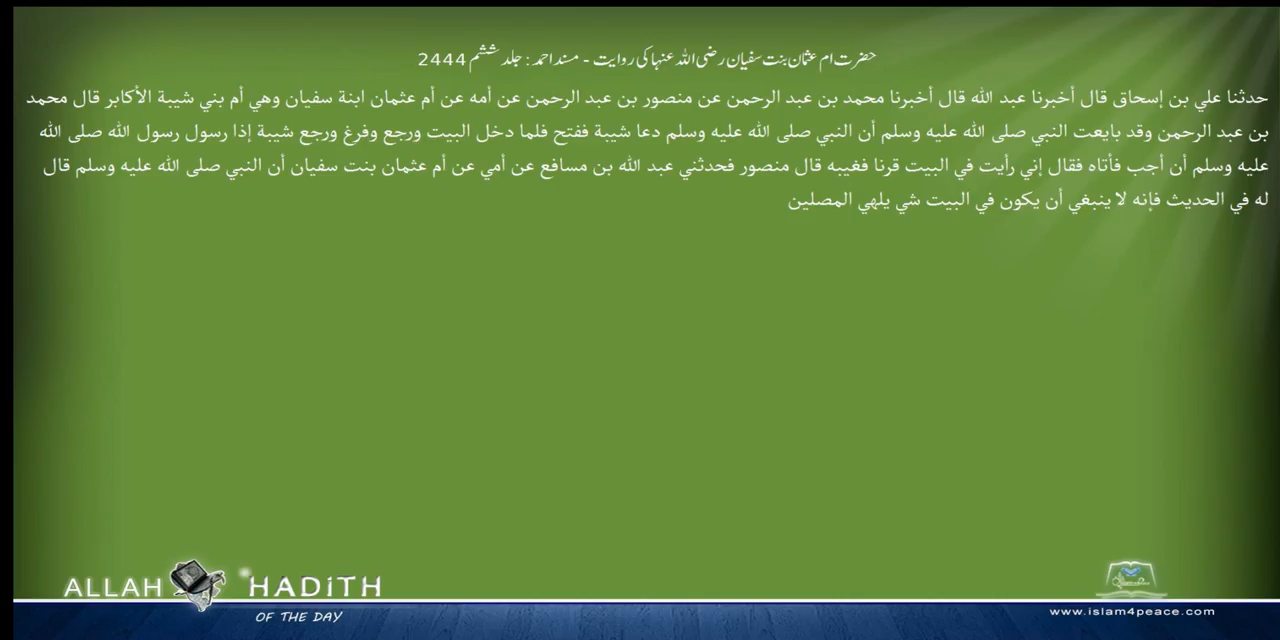 حضرت ام عثمان بنت سفیان رضی اللہ عنہا کی روایت - مسند احمد : جلد ششم 2444
حدثنا علي بن إسحاق قال أخبرنا عبد الله قال أخبرنا محمد بن عبد الرحمن عن منصور بن عبد الرحمن عن أمه عن أم عثمان ابنة سفيان وهي أم بني شيبة الأكابر قال محمد
بن عبد الرحمن وقد بايعت النبي صلى الله عليه وسلم أن النبي صلى الله عليه وسلم دعا شيبة ففتح فلما دخل البيت ورجع وفرغ ورجع شيبة إذا رسول رسول الله صلى الله
عليه وسلم أن أجب فأتاه فقال إني رأيت في البيت قرنا فغيبه قال منصور فحدثني عبد الله بن مسافع عن أمي عن أم عثمان بنت سفيان أن النبي صلى الله عليه وسلم قال
له في الحديث فإنه لا ينبغي أن يكون في البيت شي يلهي المصلين
ALLAH HADITH
OF THE DAY
www.islam4peace.com